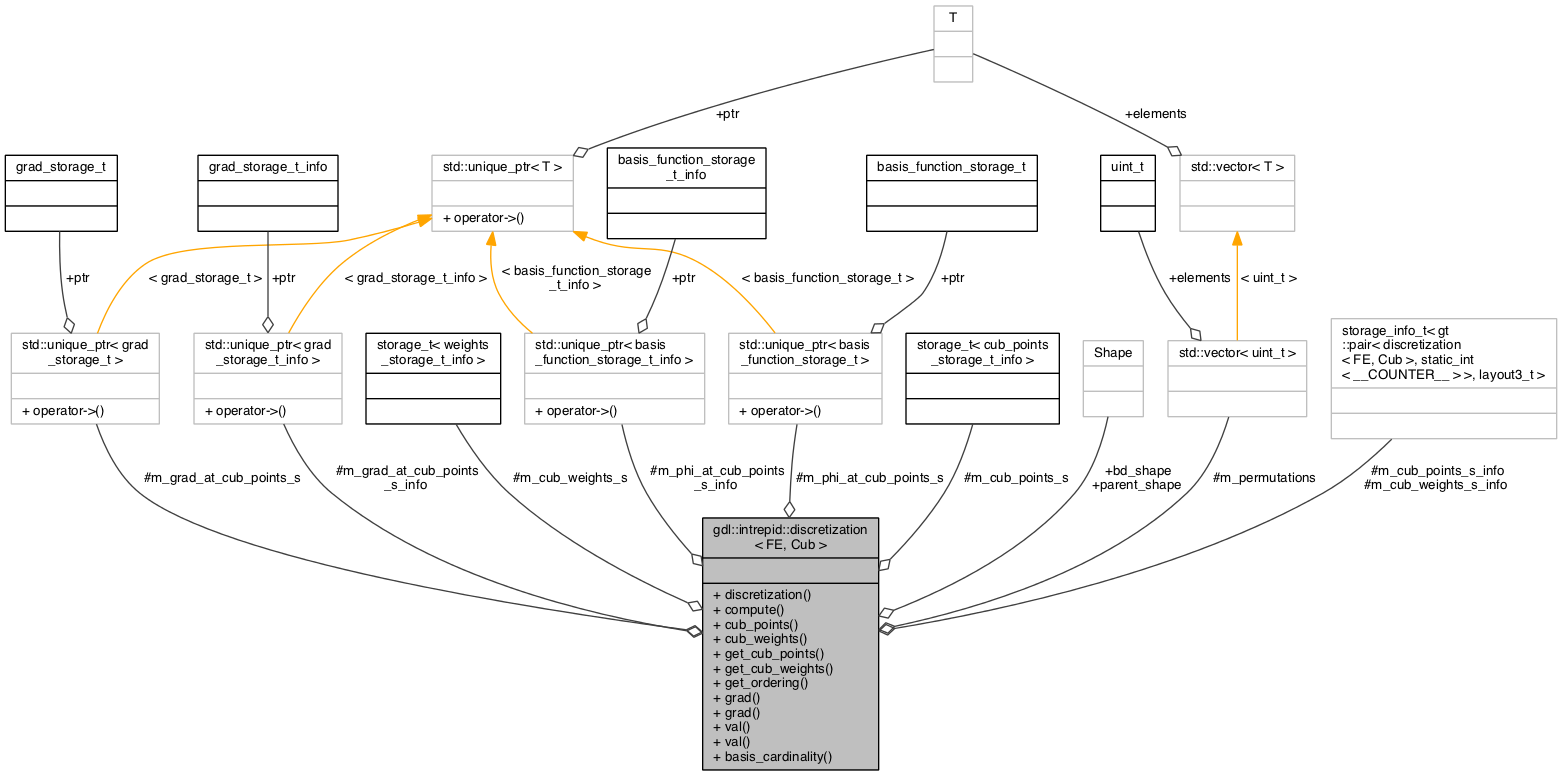 T
+ptr
+elements
grad_storage_t
grad_storage_t_info
std::unique_ptr< T >
+ operator->()
basis_function_storage
_t_info
basis_function_storage_t
uint_t
std::vector< T >
+ptr
< grad_storage_t >
+ptr
< grad_storage_t_info >
< basis_function_storage
_t_info >
+ptr
< basis_function_storage_t >
+ptr
+elements
< uint_t >
std::unique_ptr< grad
_storage_t >
+ operator->()
std::unique_ptr< grad
_storage_t_info >
+ operator->()
storage_t< weights
_storage_t_info >
std::unique_ptr< basis
_function_storage_t_info >
+ operator->()
std::unique_ptr< basis
_function_storage_t >
+ operator->()
storage_t< cub_points
_storage_t_info >
Shape
std::vector< uint_t >
storage_info_t< gt
::pair< discretization
< FE, Cub >, static_int
< __COUNTER__ > >, layout3_t >
#m_grad_at_cub_points_s
#m_grad_at_cub_points
_s_info
#m_cub_weights_s
#m_phi_at_cub_points
_s_info
#m_phi_at_cub_points_s
#m_cub_points_s
+bd_shape
+parent_shape
#m_permutations
#m_cub_points_s_info
#m_cub_weights_s_info
gdl::intrepid::discretization
< FE, Cub >
+ discretization()
+ compute()
+ cub_points()
+ cub_weights()
+ get_cub_points()
+ get_cub_weights()
+ get_ordering()
+ grad()
+ grad()
+ val()
+ val()
+ basis_cardinality()